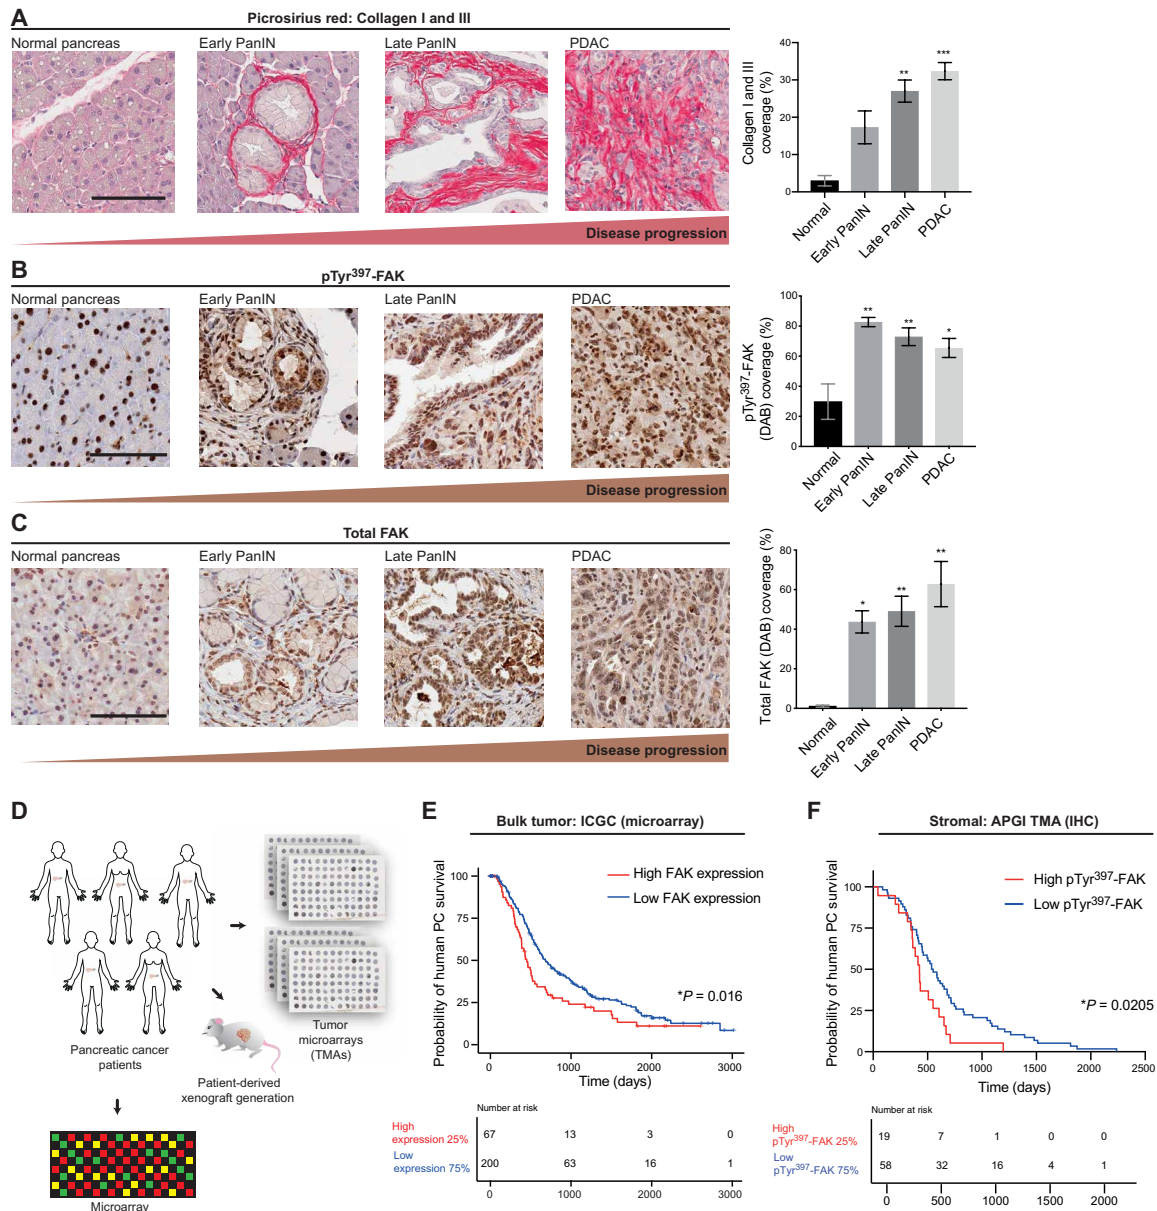 A
Picrosirius red: Collagen I and III
Normal pancreas
Early PanIN
Late PanIN
PDAC
Disease progression
Collagen I and III
coverage (%)
40
30
20
10
0
**
***
Normal
Early PanIN
Late PanIN
PDAC
B
pTyr397-FAK
Normal pancreas
Early PanIN
Late PanIN
PDAC
Disease progression
pTyr397-FAK
(DAB) coverage (%)
100
80
60
40
20
0
**
**
*
Normal
Early PanIN
Late PanIN
PDAC
C
Total FAK
Normal pancreas
Early PanIN
Late PanIN
PDAC
Disease progression
Total FAK (DAB) coverage (%)
80
60
40
20
0
*
**
**
Normal
Early PanIN
Late PanIN
PDAC
D
Pancreatic cancer
patients
Tumor
microarrays
(TMAs)
Patient-derived
xenograft generation
Microarray
E
Bulk tumor: ICGC (microarray)
Probability of human PC survival
100
75
50
25
0
High FAK expression
Low FAK expression
*P = 0.016
0 1000 2000 3000
Time (days)
Number at risk
High
expression 25%
67 13 3 0
Low
expression 75%
200 63 16 1
0 1000 2000 3000
F
Stromal: APGI TMA (IHC)
Probability of human PC survival
100
75
50
25
0
High pTyr397-FAK
Low pTyr397-FAK
*P = 0.0205
0 500 1000 1500 2000 2500
Time (days)
Number at risk
High
pTyr397-FAK 25%
19 7 1 0 0
Low
pTyr397-FAK 75%
58 32 16 4 1
0 500 1000 1500 2000